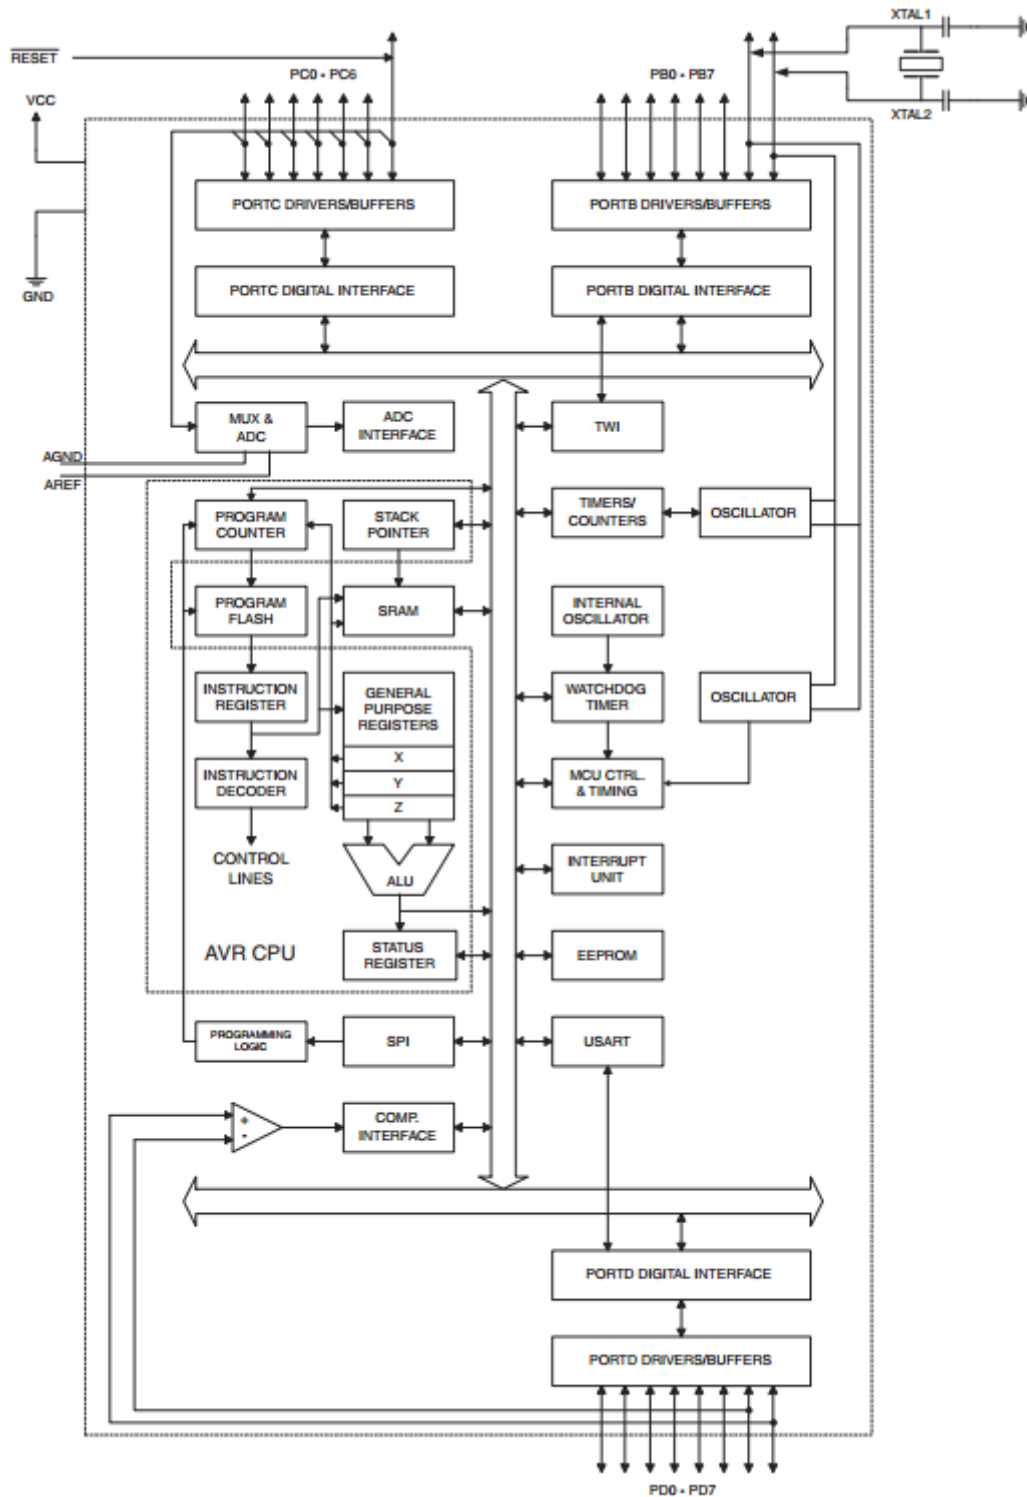 XTAL1
RESET
PC0 - PC6
PB0 - PB7
VCC
XTAL2
PORTC DRIVERS/BUFFERS
PORTB DRIVERS/BUFFERS
PORTC DIGITAL INTERFACE
PORTB DIGITAL INTERFACE
GND
MUX &
ADC
ADC
INTERFACE
TWI
AGND
AREF
PROGRAM
COUNTER
STACK
POINTER
TIMERS/
COUNTERS
OSCILLATOR
PROGRAM
FLASH
SRAM
INTERNAL
OSCILLATOR
INSTRUCTION
REGISTER
GENERAL
PURPOSE
REGISTERS
WATCHDOG
TIMER
OSCILLATOR
X
INSTRUCTION
DECODER
Y
Z
MCU CTRL.
& TIMING
CONTROL
LINES
ALU
INTERRUPT
UNIT
AVR CPU
STATUS
REGISTER
EEPROM
PROGRAMMING
LOGIC
SPI
USART
+
-
COMP.
INTERFACE
PORTD DIGITAL INTERFACE
PORTD DRIVERS/BUFFERS
PD0 - PD7